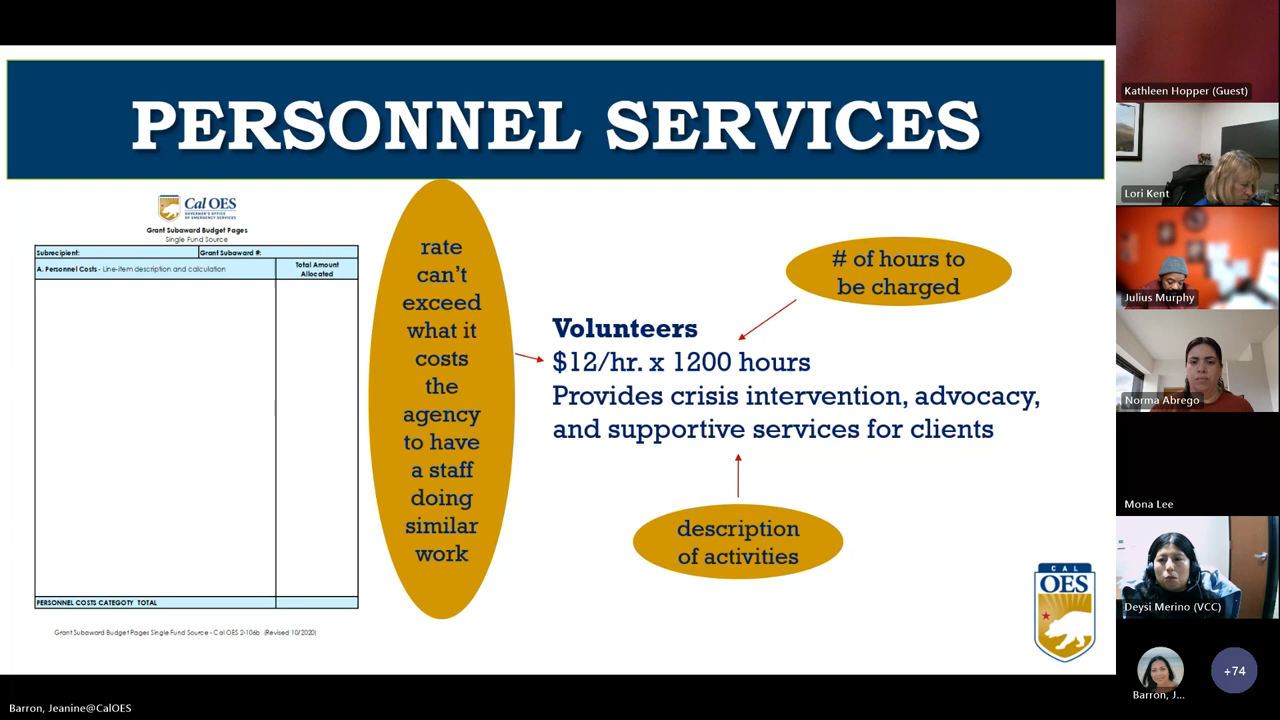 PERSONNEL SERVICES
Cal OES
GOVERNOR'S OFFICE
OF EMERGENCY SERVICES
Grant Subaward Budget Pages
Single Fund Source
Subrecipient:
Grant Subaward #:
A. Personnel Costs - Line-item description and calculation
Total Amount
Allocated
PERSONNEL COSTS CATEGOTY TOTAL
Grant Subaward Budget Pages Single Fund Source - Cal OES 2-106b (Revised 10/2020)
rate
can't
exceed
what it
costs
the
agency
to have
a staff
doing
similar
work
# of hours to
be charged
Volunteers
$12/hr. x 1200 hours
Provides crisis intervention, advocacy,
and supportive services for clients
description
of activities
CAL
OES
Kathleen Hopper (Guest)
Lori Kent
Julius Murphy
Norma Abrego
Mona Lee
Deysi Merino (VCC)
Barron, J...
+74
Barron, Jeanine@CalOES